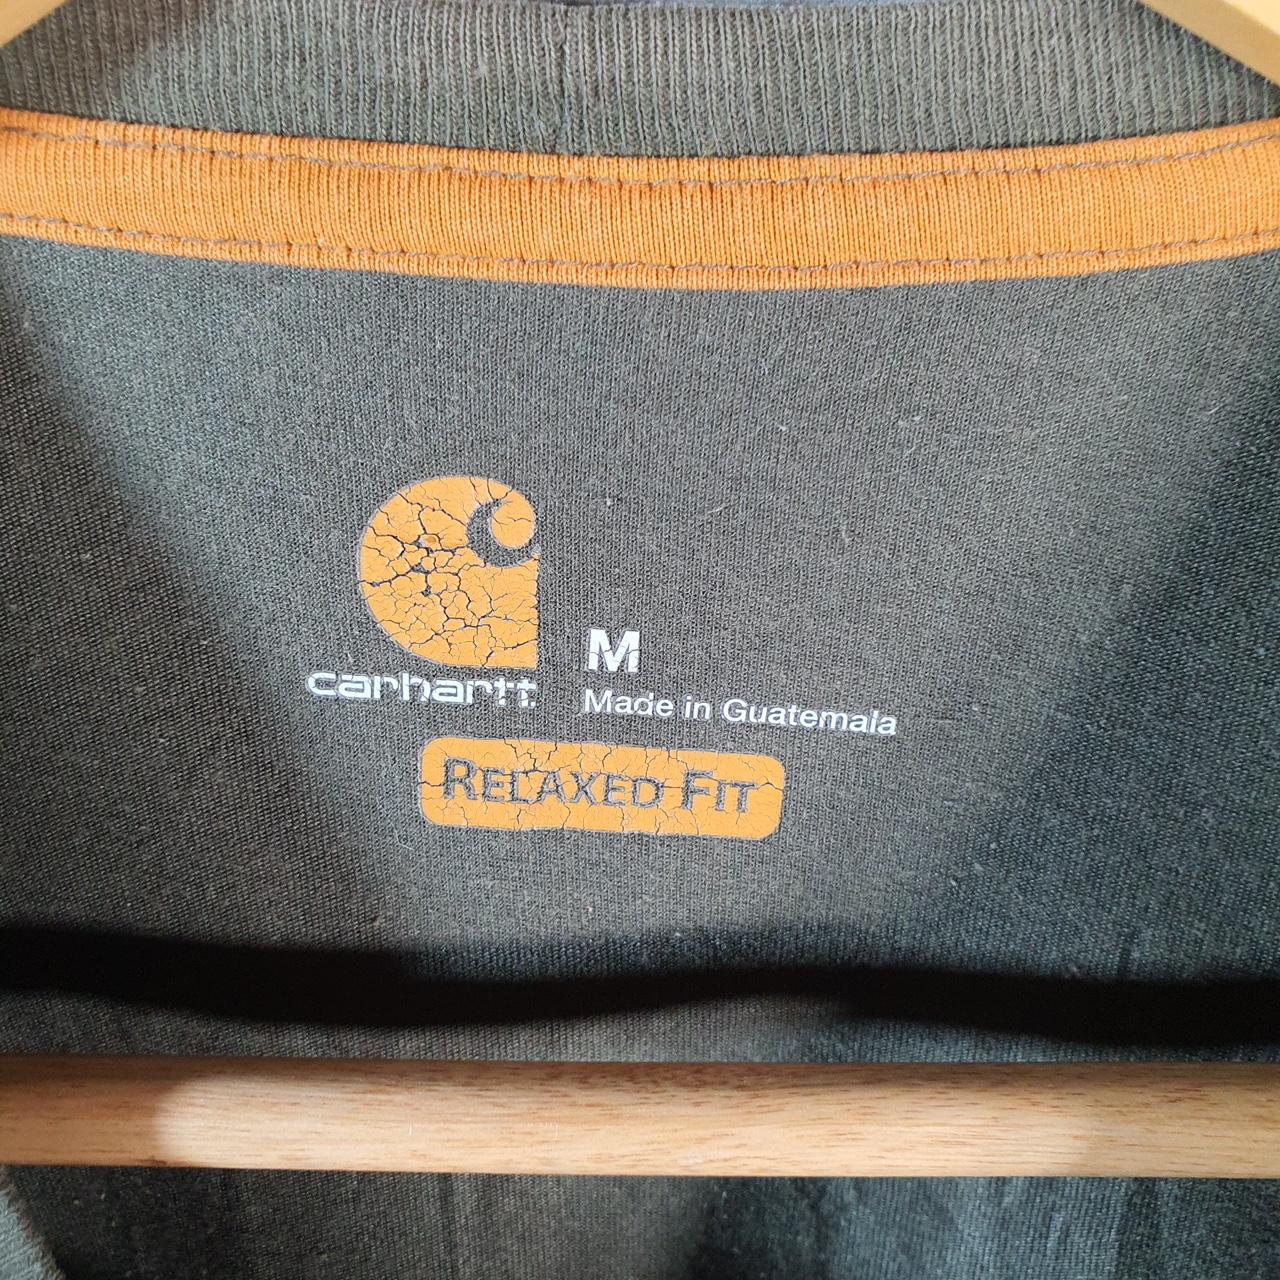 carhartt
M
Made in Guatemala
RELAXED FIT